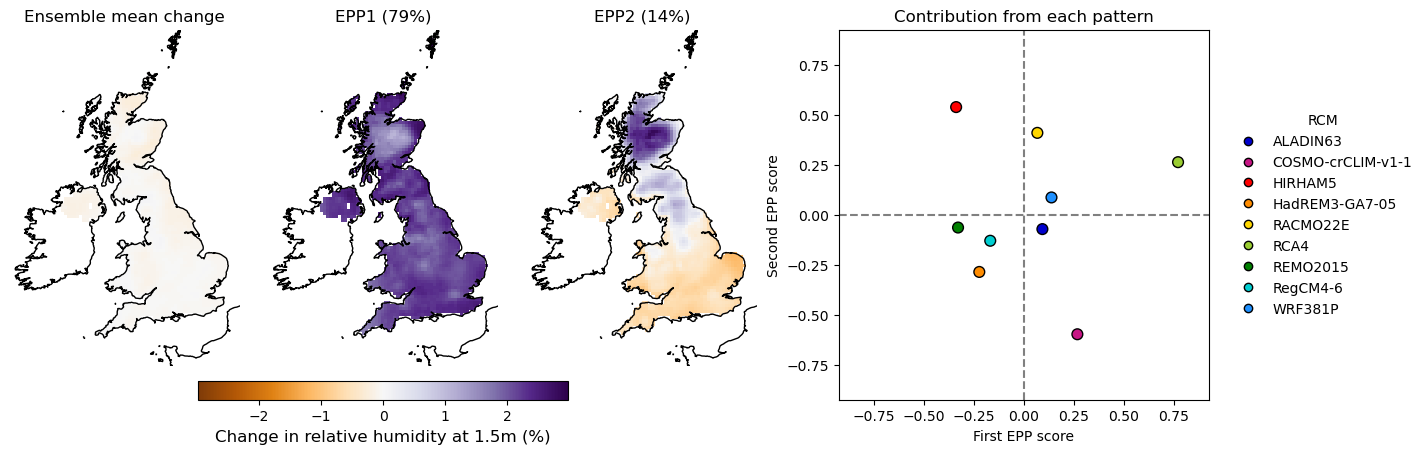 Ensemble mean change
EPP1 (79%)
EPP2 (14%)
−2 −1 0 1 2
Change in relative humidity at 1.5m (%)
Contribution from each pattern
Second EPP score
0.75
0.50
0.25
0.00
−0.25
−0.50
−0.75
−0.75 −0.50 −0.25 0.00 0.25 0.50 0.75
First EPP score
RCM
ALADIN63
COSMO-crCLIM-v1-1
HIRHAM5
HadREM3-GA7-05
RACMO22E
RCA4
REMO2015
RegCM4-6
WRF381P